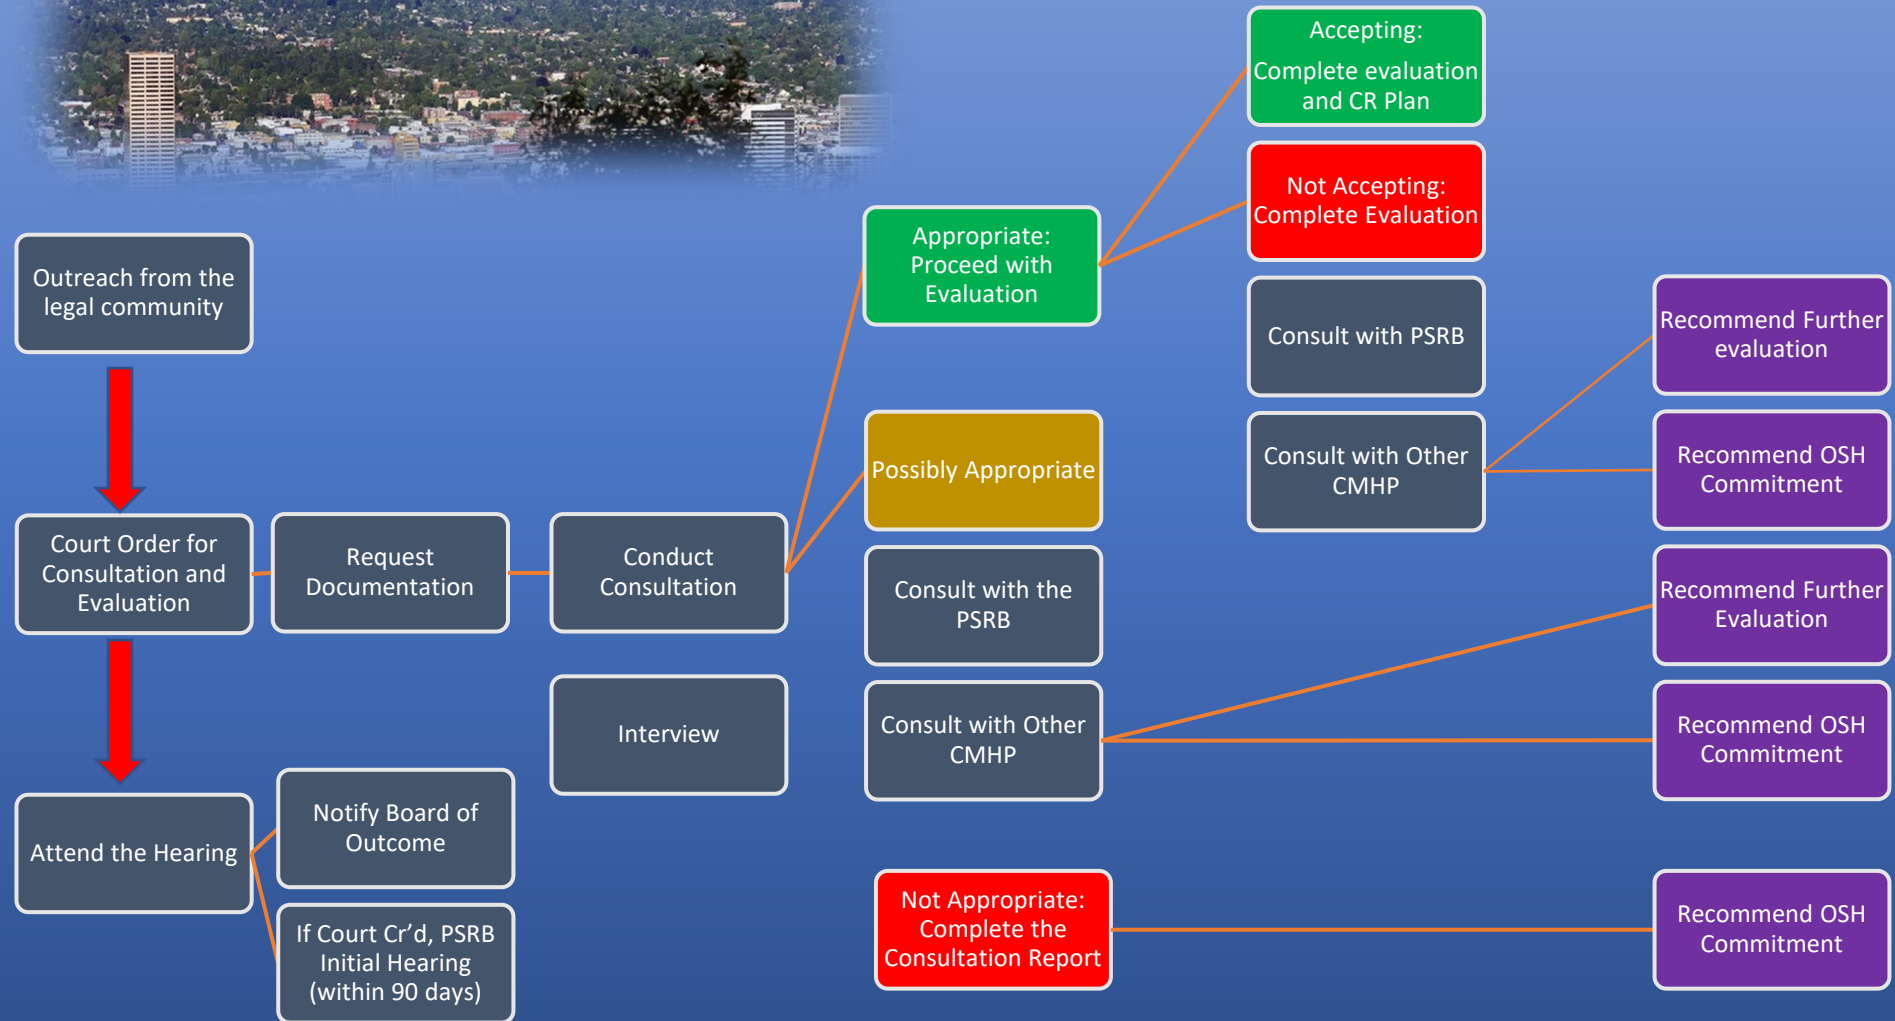 Outreach from the
legal community
Court Order for
Consultation and
Evaluation
Attend the Hearing
Request
Documentation
Notify Board of
Outcome
If Court Cr’d, PSRB
Initial Hearing
(within 90 days)
Conduct
Consultation
Interview
Appropriate:
Proceed with
Evaluation
Possibly Appropriate
Consult with the
PSRB
Consult with Other
CMHP
Not Appropriate:
Complete the
Consultation Report
Accepting:
Complete evaluation
and CR Plan
Not Accepting:
Complete Evaluation
Consult with PSRB
Consult with Other
CMHP
Recommend Further
evaluation
Recommend OSH
Commitment
Recommend Further
Evaluation
Recommend OSH
Commitment
Recommend OSH
Commitment